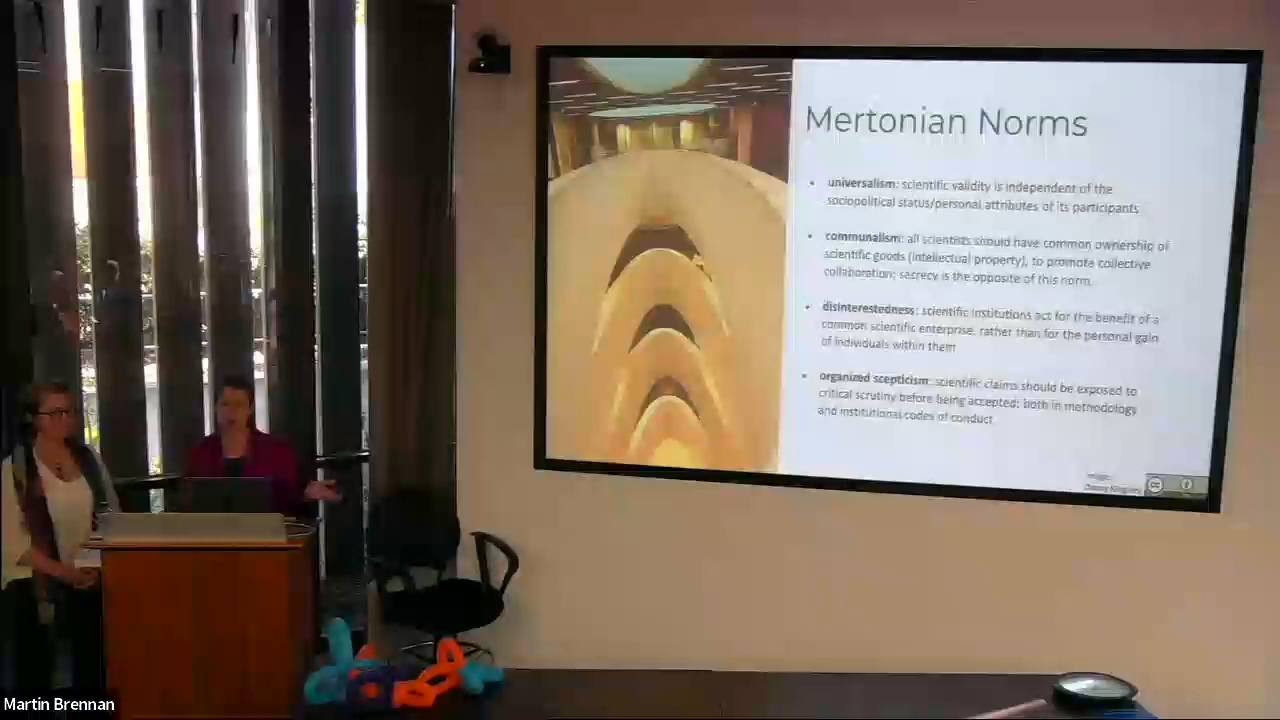 Mertonian Norms
• universalism: scientific validity is independent of the
sociopolitical status/personal attributes of its participants
• communalism: all scientists should have common ownership of
scientific goods (intellectual property), to promote collective
collaboration; secrecy is the opposite of this norm.
• disinterestedness: scientific institutions act for the benefit of a
common scientific enterprise, rather than for the personal gain
of individuals within them
• organized scepticism: scientific claims should be exposed to
critical scrutiny before being accepted: both in methodology
and institutional codes of conduct.
Danny Kingsley
cc
Martin Brennan